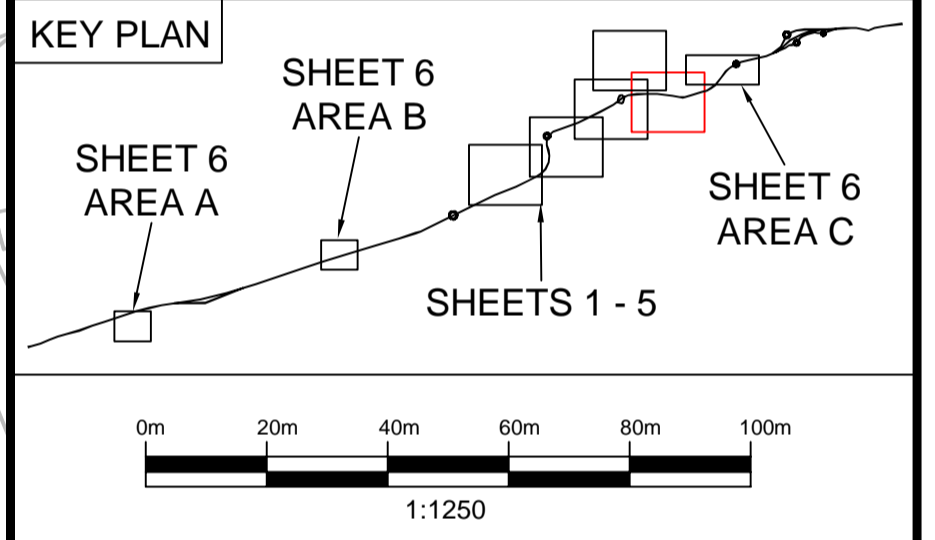 KEY PLAN
SHEET 6
AREA A
SHEET 6
AREA B
SHEET 6
AREA C
SHEETS 1 - 5
0m 20m 40m 60m 80m 100m
1:1250